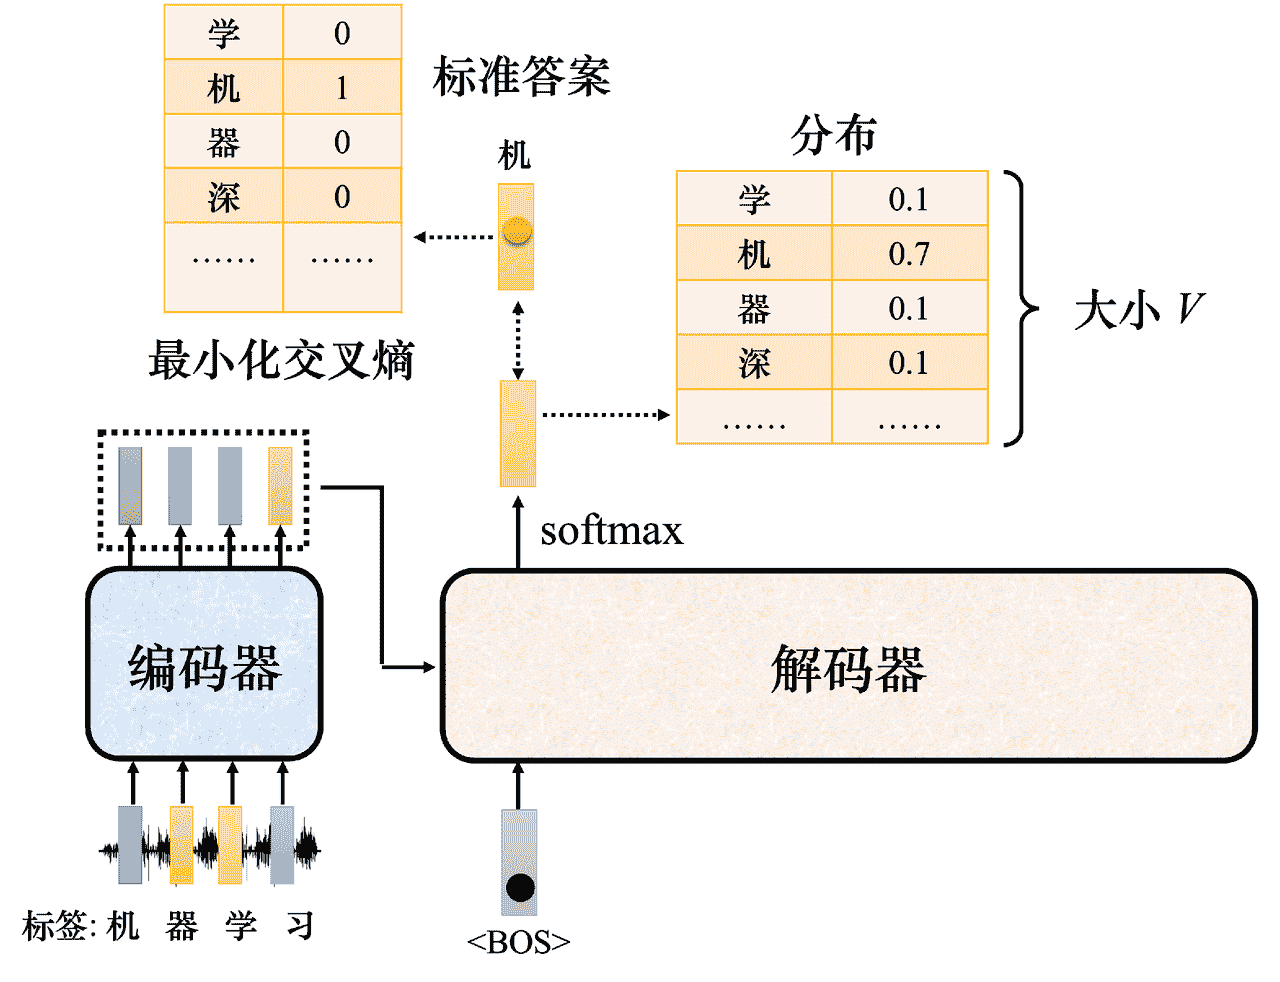 学 0
机 1
器 0
深 0
…… ……
标准答案
最小化交叉熵
机
分布
学 0.1
机 0.7
器 0.1
深 0.1
…… ……
大小 V
softmax
编码器
解码器
标签: 机 器 学 习
<BOS>